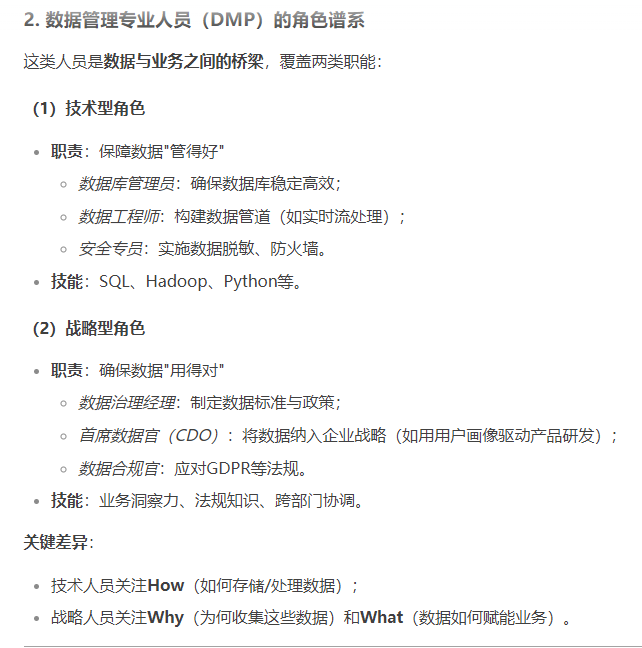 2. 数据管理专业人员（DMP）的角色谱系
这类人员是数据与业务之间的桥梁，覆盖两类职能：
（1）技术型角色
职责：保障数据"管得好"
数据库管理员：确保数据库稳定高效；
数据工程师：构建数据管道（如实时流处理）；
安全专员：实施数据脱敏、防火墙。
技能：SQL、Hadoop、Python等。
（2）战略型角色
职责：确保数据"用得对"
数据治理经理：制定数据标准与政策；
首席数据官（CDO）：将数据纳入企业战略（如用用户画像驱动产品研发）；
数据合规官：应对GDPR等法规。
技能：业务洞察力、法规知识、跨部门协调。
关键差异：
技术人员关注How（如何存储/处理数据）；
战略人员关注Why（为何收集这些数据）和What（数据如何赋能业务）。